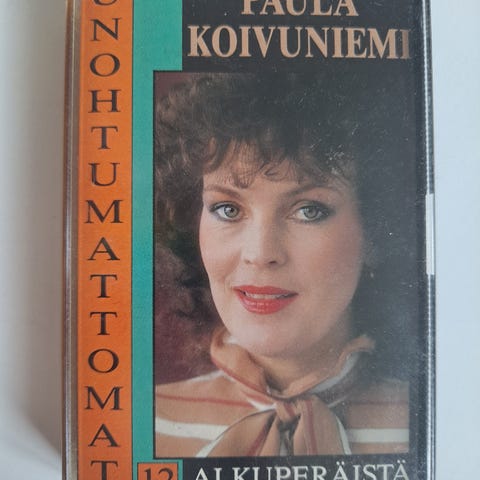 UNOHTUMATTOMAT
PAULA
KOIVUNIEMI
12 ALKUPERÄISTÄ